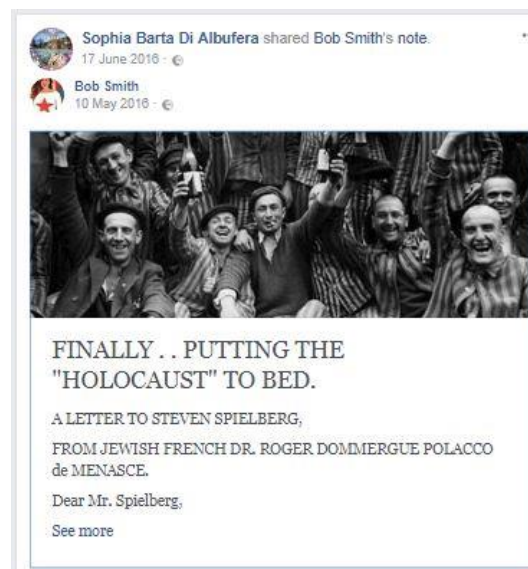 Sophia Barta Di Albufera shared Bob Smith's note.
17 June 2016 ·
Bob Smith
10 May 2016 ·
FINALLY . . PUTTING THE
"HOLOCAUST" TO BED.
A LETTER TO STEVEN SPIELBERG,
FROM JEWISH FRENCH DR. ROGER DOMMERGUE POLACCO
de MENASCE.
Dear Mr. Spielberg,
See more